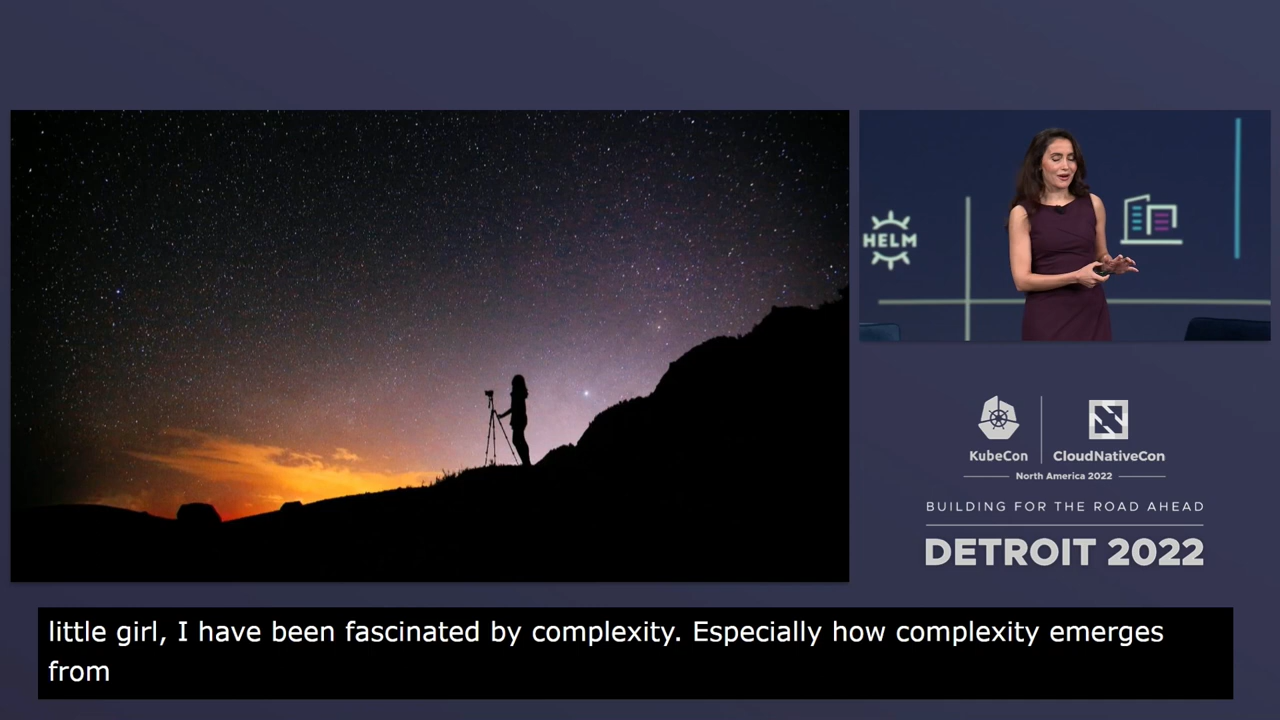 HELM
KubeCon
CloudNativeCon
North America 2022
BUILDING FOR THE ROAD AHEAD
DETROIT 2022
little girl, I have been fascinated by complexity. Especially how complexity emerges
from